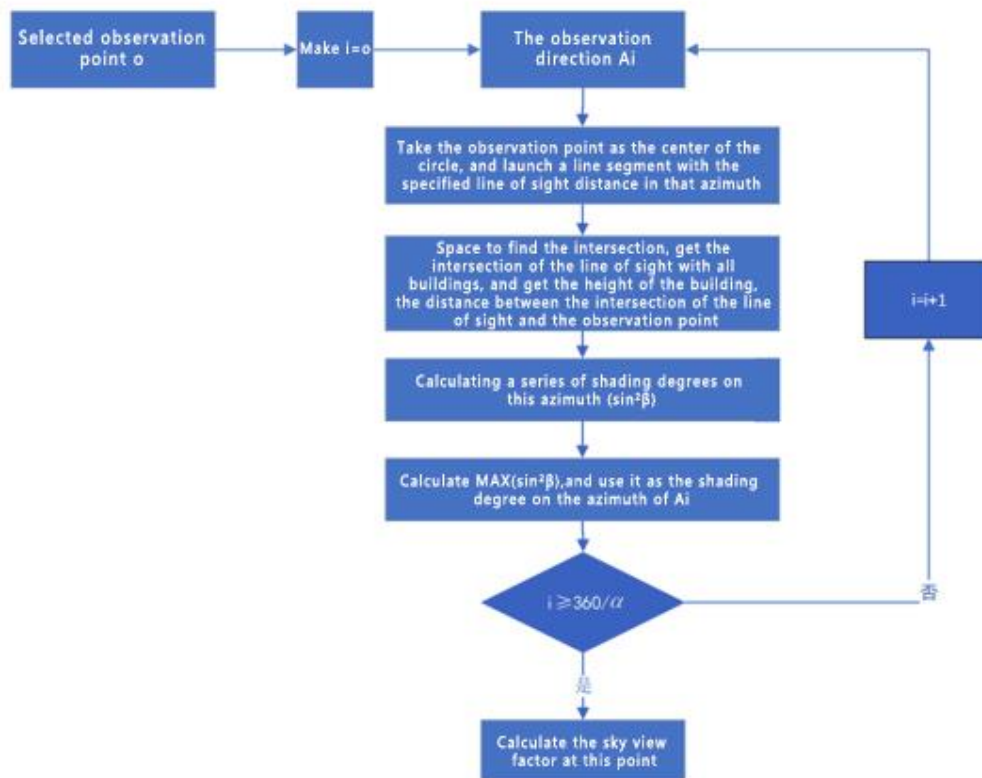 Selected observation
point o
Make i=o
The observation
direction Ai
Take the observation point as the center of the
circle, and launch a line segment with the
specified line of sight distance in that azimuth
Space to find the intersection, get the
intersection of the line of sight with all
buildings, and get the height of the building,
the distance between the intersection of the line
of sight and the observation point
i=i+1
Calculating a series of shading degrees on
this azimuth (sin²β)
Calculate MAX(sin²β),and use it as the shading
degree on the azimuth of Ai
i ≥360/α
否
是
Calculate the sky view
factor at this point